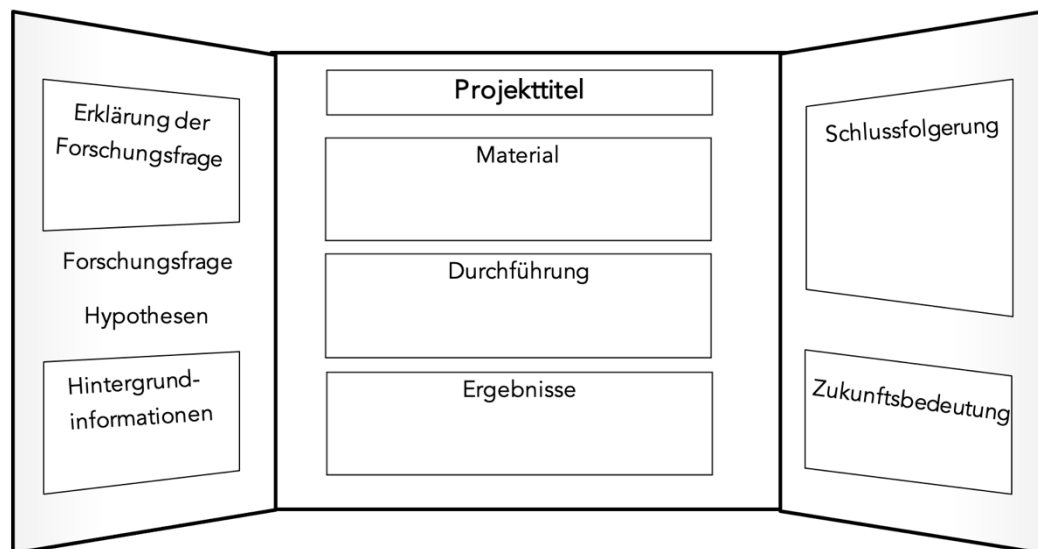 Erklärung der
Forschungsfrage
Forschungsfrage
Hypothesen
Hintergrund-
informationen
Projekttitel
Material
Durchführung
Ergebnisse
Schlussfolgerung
Zukunftsbedeutung